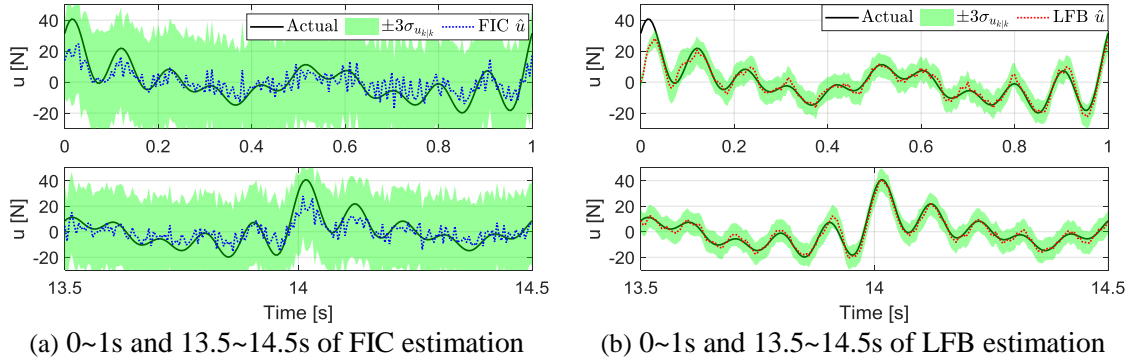 Actual ±3σ_{u_{k|k}} FIC û
u [N]
40
20
0
-20
0 0.2 0.4 0.6 0.8 1
u [N]
40
20
0
-20
13.5 14 14.5
Time [s]
(a) 0~1s and 13.5~14.5s of FIC estimation
Actual ±3σ_{u_{k|k}} LFB û
u [N]
40
20
0
-20
0 0.2 0.4 0.6 0.8 1
u [N]
40
20
0
-20
13.5 14 14.5
Time [s]
(b) 0~1s and 13.5~14.5s of LFB estimation